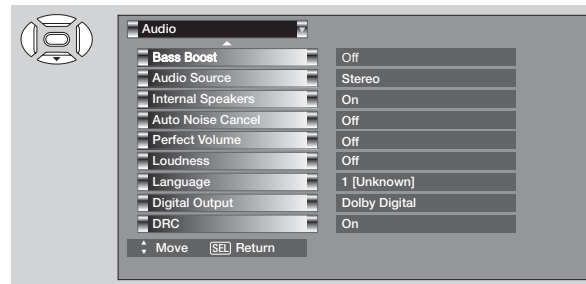 Audio
Bass Boost Off
Audio Source Stereo
Internal Speakers On
Auto Noise Cancel Off
Perfect Volume Off
Loudness Off
Language 1 [Unknown]
Digital Output Dolby Digital
DRC On
Move SEL Return